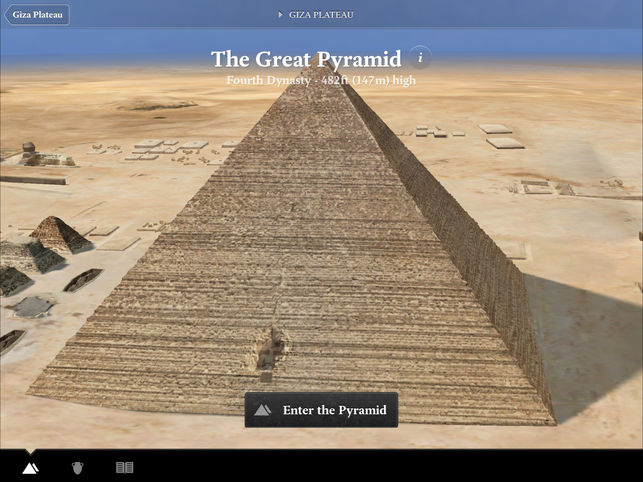 Giza Plateau
GIZA PLATEAU
The Great Pyramid i
Fourth Dynasty - 482ft (147m) high
Enter the Pyramid